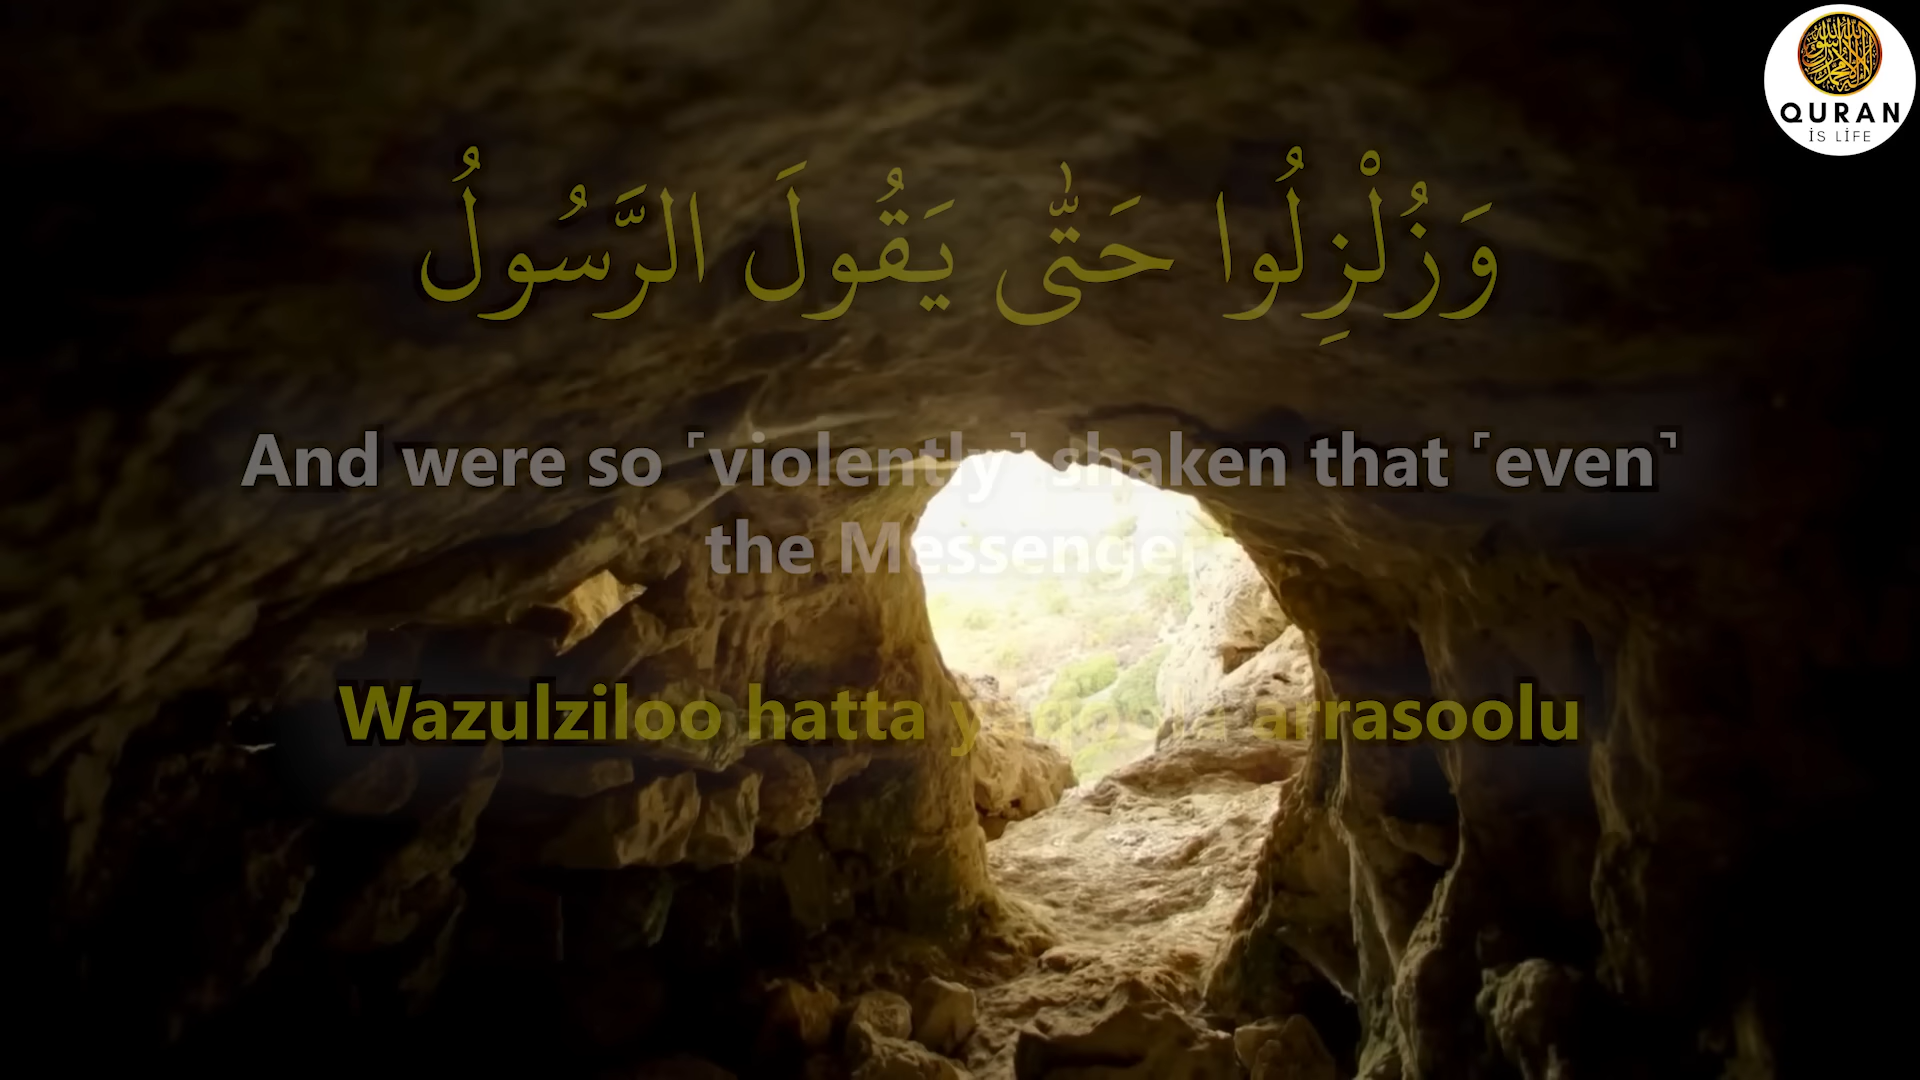 QURAN
İS LİFE
وَزُلْزِلُوا حَتَّىٰ يَقُولَ الرَّسُولُ
And were so ˹violently˺ shaken that ˹even˺
the Messenger
Wazulziloo hatta yaqoola arrasoolu